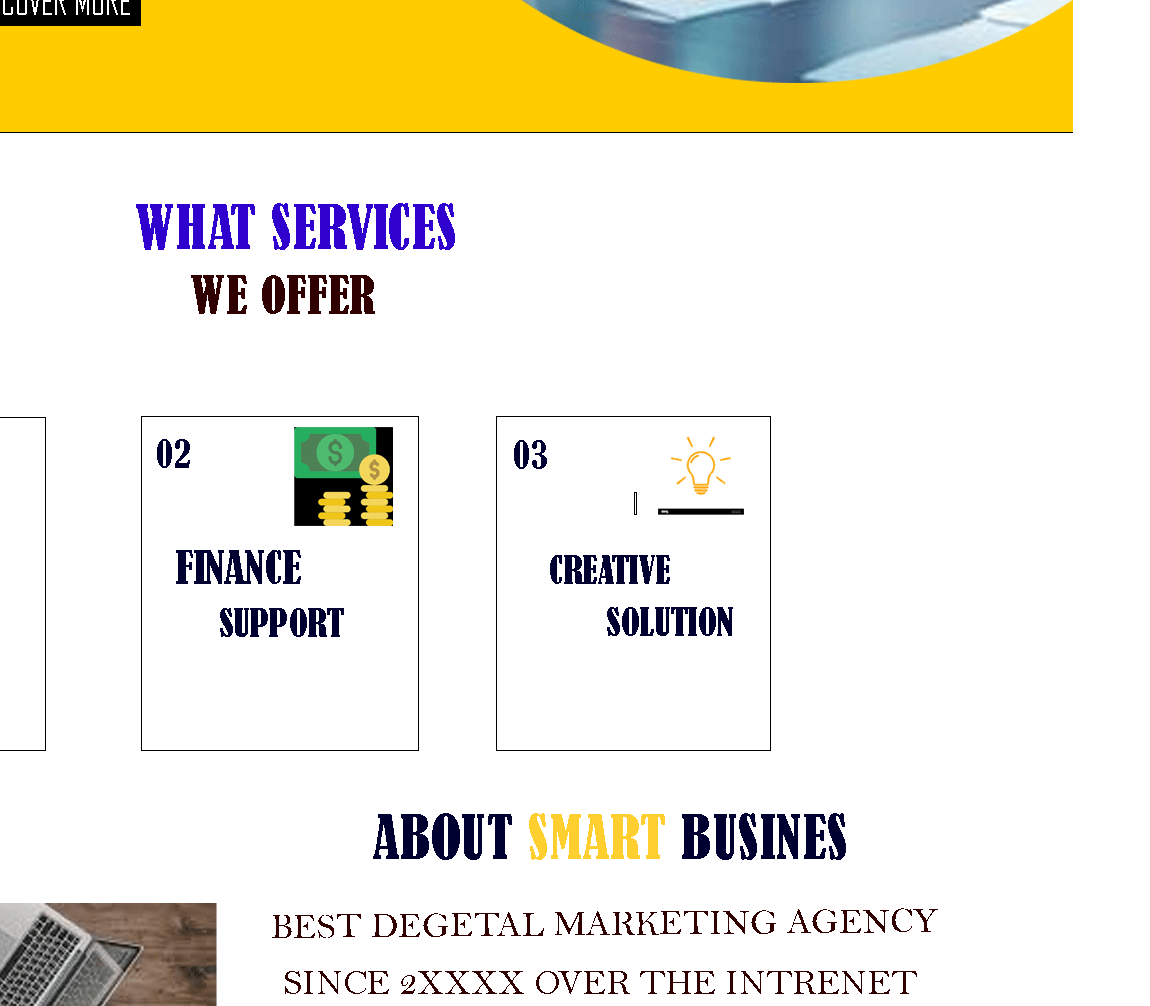 COVER MORE
WHAT SERVICES
WE OFFER
02
FINANCE
SUPPORT
03
CREATIVE
SOLUTION
ABOUT SMART BUSINES
BEST DEGETAL MARKETING AGENCY
SINCE 2XXXX OVER THE INTRENET